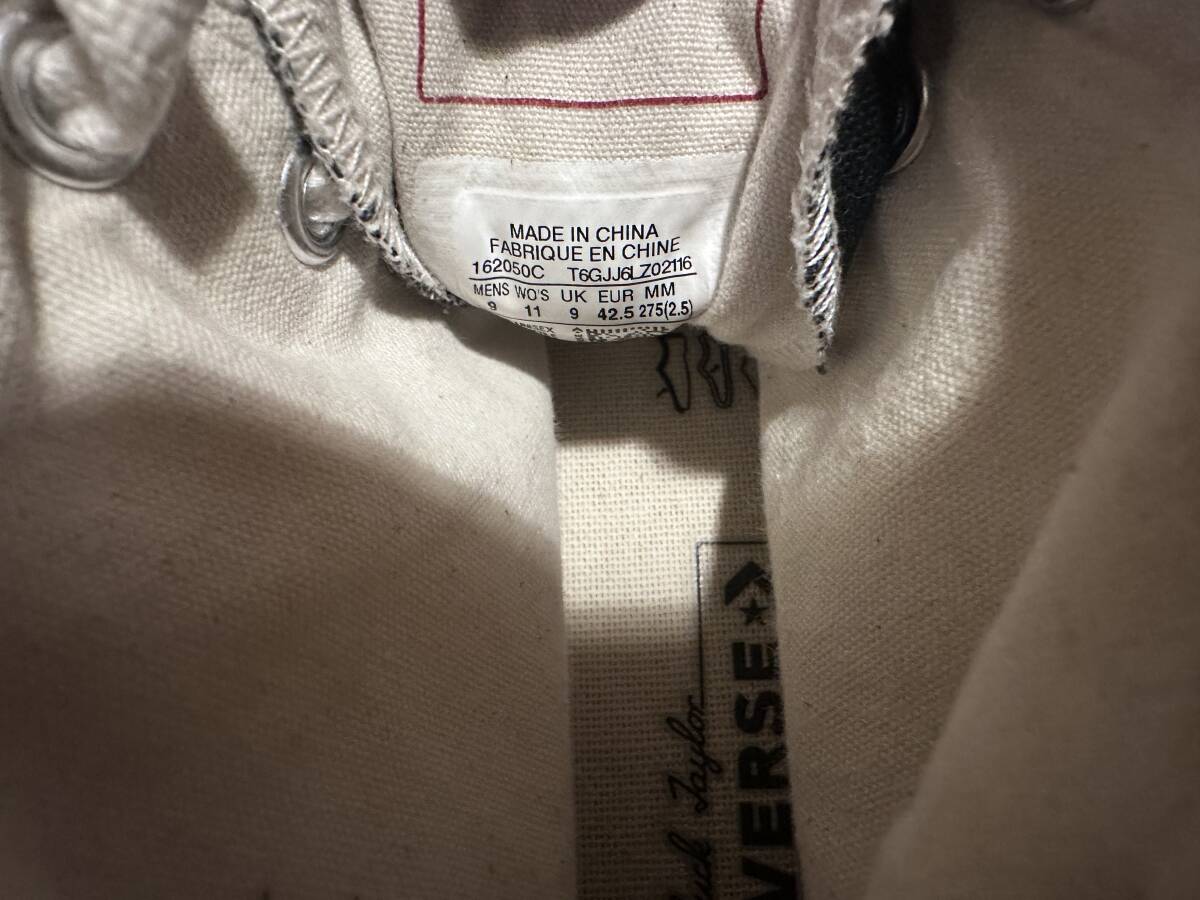 MADE IN CHINA
FABRIQUE EN CHINE
162050C T6GJJ6LZ02116
MENS WO'S UK EUR MM
9 11 9 42.5 275(2.5)
Taylor
VERSE